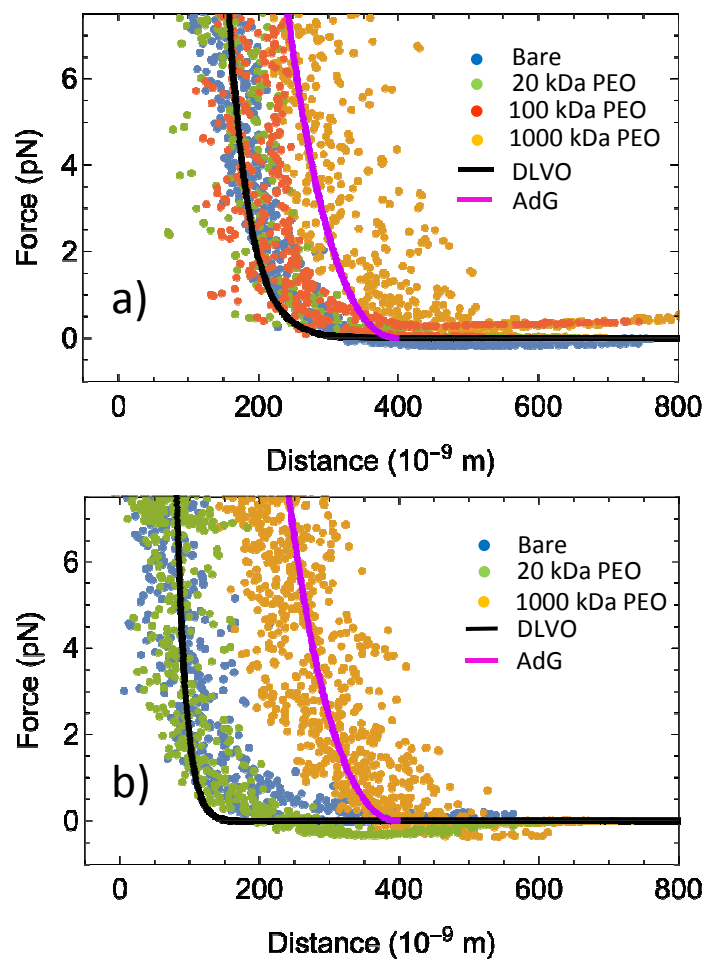 Force (pN)
6
4
2
0
Bare
20 kDa PEO
100 kDa PEO
1000 kDa PEO
DLVO
AdG
a)
0
200
400
600
800
Distance (10⁻⁹ m)
Force (pN)
6
4
2
0
Bare
20 kDa PEO
1000 kDa PEO
DLVO
AdG
b)
0
200
400
600
800
Distance (10⁻⁹ m)